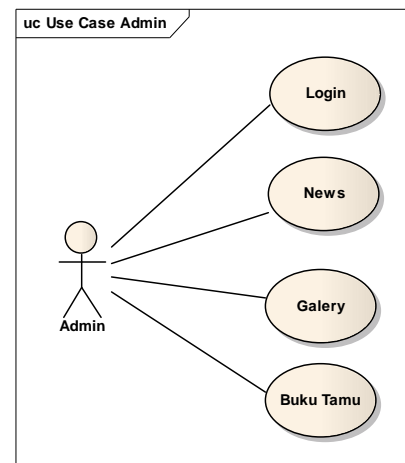 uc Use Case Admin
Login
News
Galery
Admin
Buku Tamu